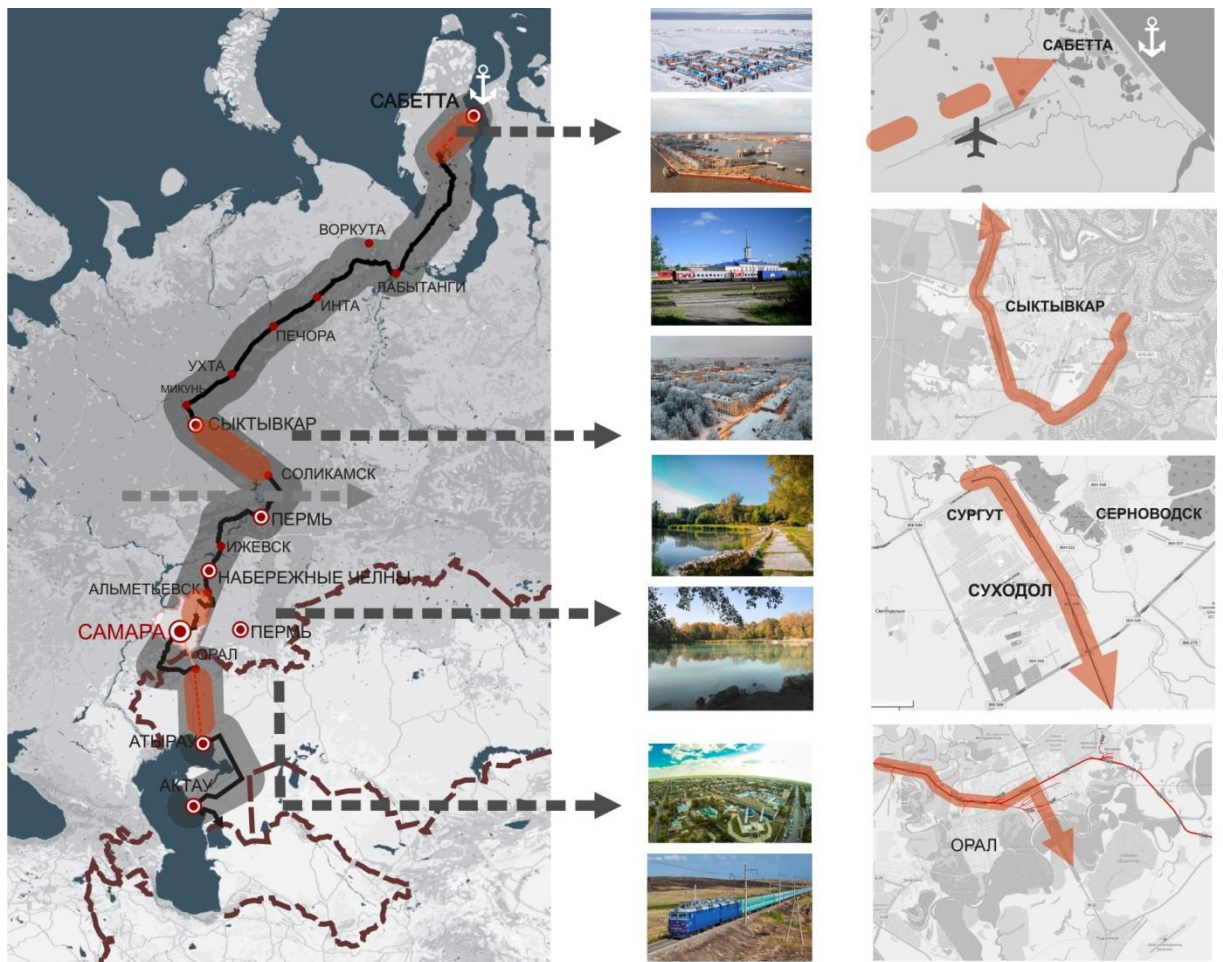 САБЕТТА
ВОРКУТА
ЛАБЫТАНГИ
ИНТА
ПЕЧОРА
УХТА
МИКУНЬ
СЫКТЫВКАР
СОЛИКАМСК
ПЕРМЬ
ИЖЕВСК
НАБЕРЕЖНЫЕ ЧЕЛНЫ
АЛЬМЕТЬЕВСК
САМАРА
ПЕРМЬ
ОРАЛ
АТЫРАУ
АКТАУ
САБЕТТА
СЫКТЫВКАР
СУРГУТ
СЕРНОВОДСК
СУХОДОЛ
ОРАЛ